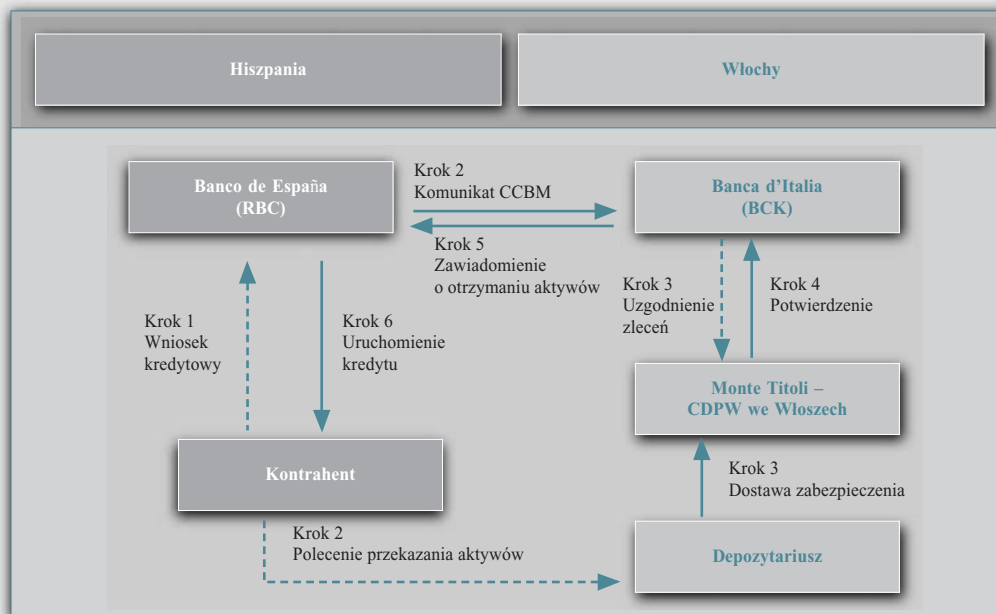 Hiszpania
Włochy
Banco de España
(RBC)
Krok 2
Komunikat CCBM
Banca d’Italia
(BCK)
Krok 5
Zawiadomienie
o otrzymaniu aktywów
Krok 1
Wniosek
kredytowy
Krok 6
Uruchomienie
kredytu
Krok 3
Uzgodnienie
zleceń
Krok 4
Potwierdzenie
Monte Titoli –
CDPW we Włoszech
Kontrahent
Krok 3
Dostawa zabezpieczenia
Krok 2
Polecenie przekazania aktywów
Depozytariusz